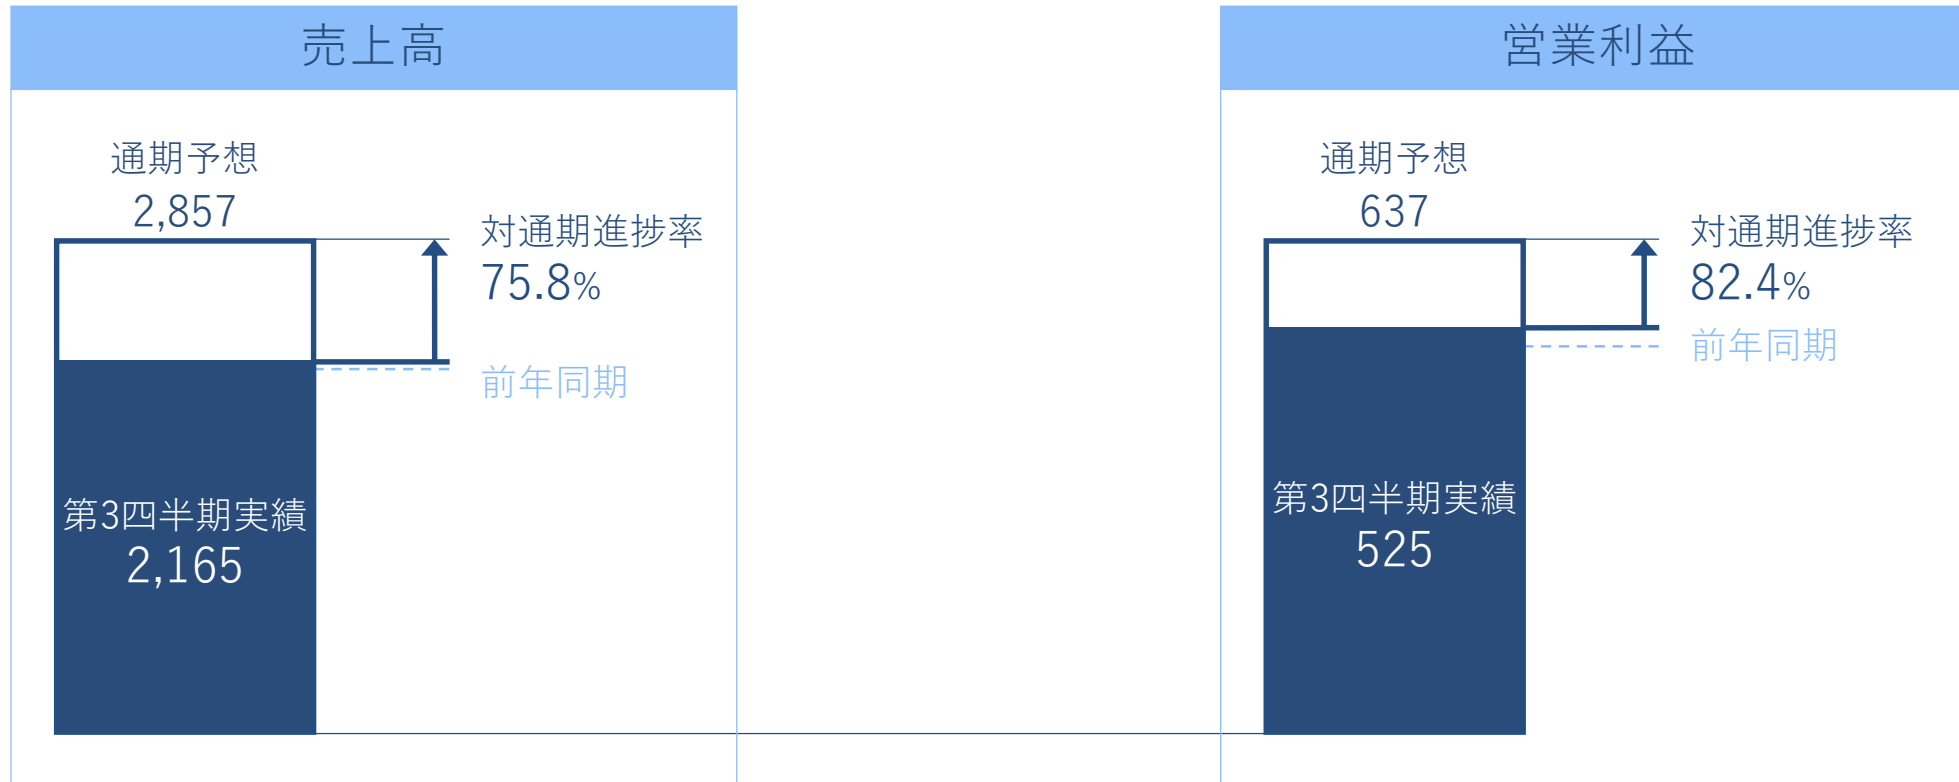 売上高
通期予想
2,857
対通期進捗率
75.8%
前年同期
第3四半期実績
2,165
営業利益
通期予想
637
対通期進捗率
82.4%
前年同期
第3四半期実績
525